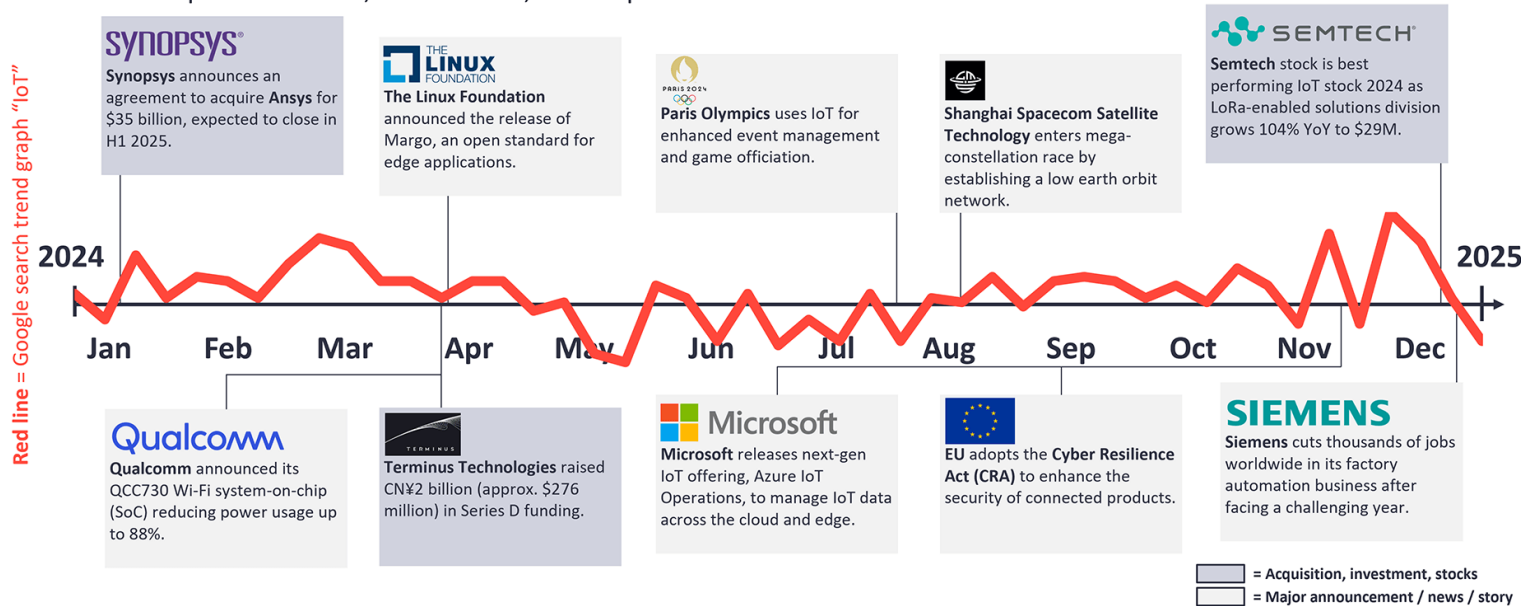 Red line = Google search trend graph “IoT”
SYNOPSYS®
Synopsys announces an
agreement to acquire Ansys for
$35 billion, expected to close in
H1 2025.
THE
LINUX
FOUNDATION
The Linux Foundation
announced the release of
Margo, an open standard for
edge applications.
PARIS 2024
Paris Olympics uses IoT for
enhanced event management
and game officiation.
Shanghai Spacecom Satellite
Technology enters mega-
constellation race by
establishing a low earth orbit
network.
SEMTECH
Semtech stock is best
performing IoT stock 2024 as
LoRa-enabled solutions division
grows 104% YoY to $29M.
2024
2025
Jan
Feb
Mar
Apr
May
Jun
Jul
Aug
Sep
Oct
Nov
Dec
Qualcomm
Qualcomm announced its
QCC730 Wi-Fi system-on-chip
(SoC) reducing power usage up
to 88%.
TERMINUS
Terminus Technologies raised
CN¥2 billion (approx. $276
million) in Series D funding.
Microsoft
Microsoft releases next-gen
IoT offering, Azure IoT
Operations, to manage IoT data
across the cloud and edge.
EU adopts the Cyber Resilience
Act (CRA) to enhance the
security of connected products.
SIEMENS
Siemens cuts thousands of jobs
worldwide in its factory
automation business after
facing a challenging year.
= Acquisition, investment, stocks
= Major announcement / news / story